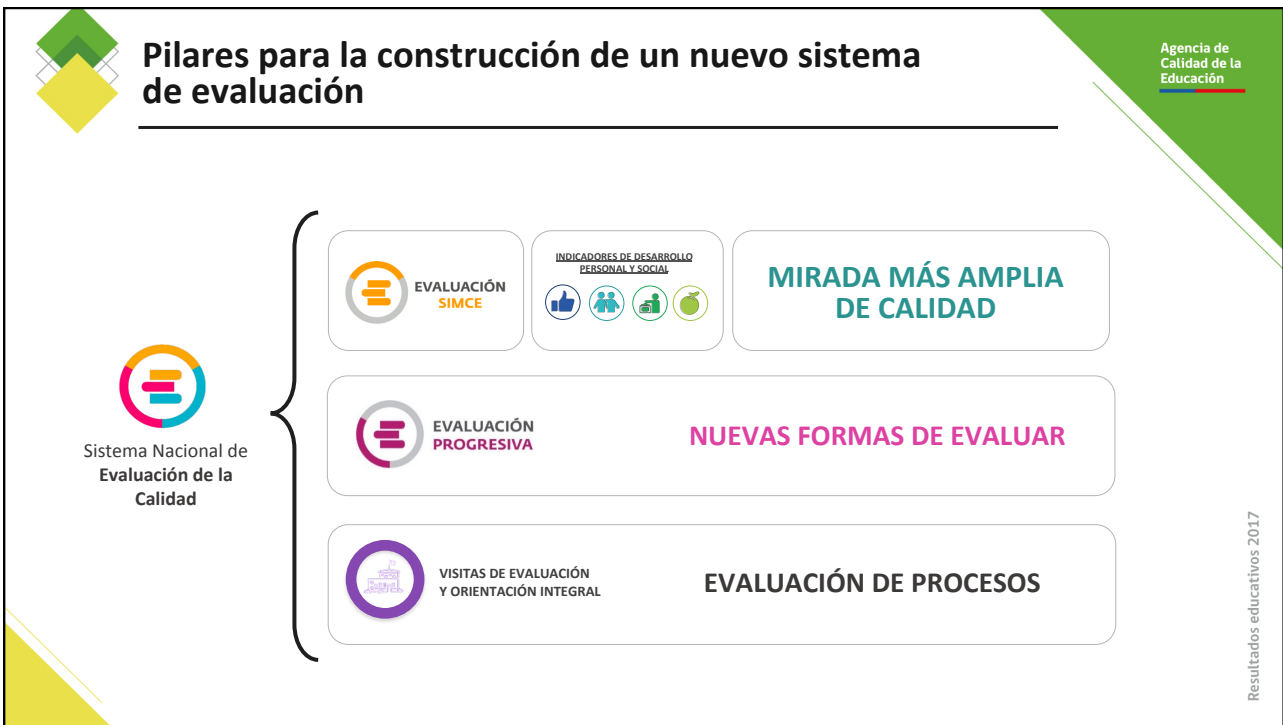 Pilares para la construcción de un nuevo sistema
de evaluación
Agencia de
Calidad de la
Educación
Sistema Nacional de
Evaluación de la
Calidad
EVALUACIÓN
SIMCE
INDICADORES DE DESARROLLO
PERSONAL Y SOCIAL
MIRADA MÁS AMPLIA
DE CALIDAD
EVALUACIÓN
PROGRESIVA
NUEVAS FORMAS DE EVALUAR
VISITAS DE EVALUACIÓN
Y ORIENTACIÓN INTEGRAL
EVALUACIÓN DE PROCESOS
Resultados educativos 2017